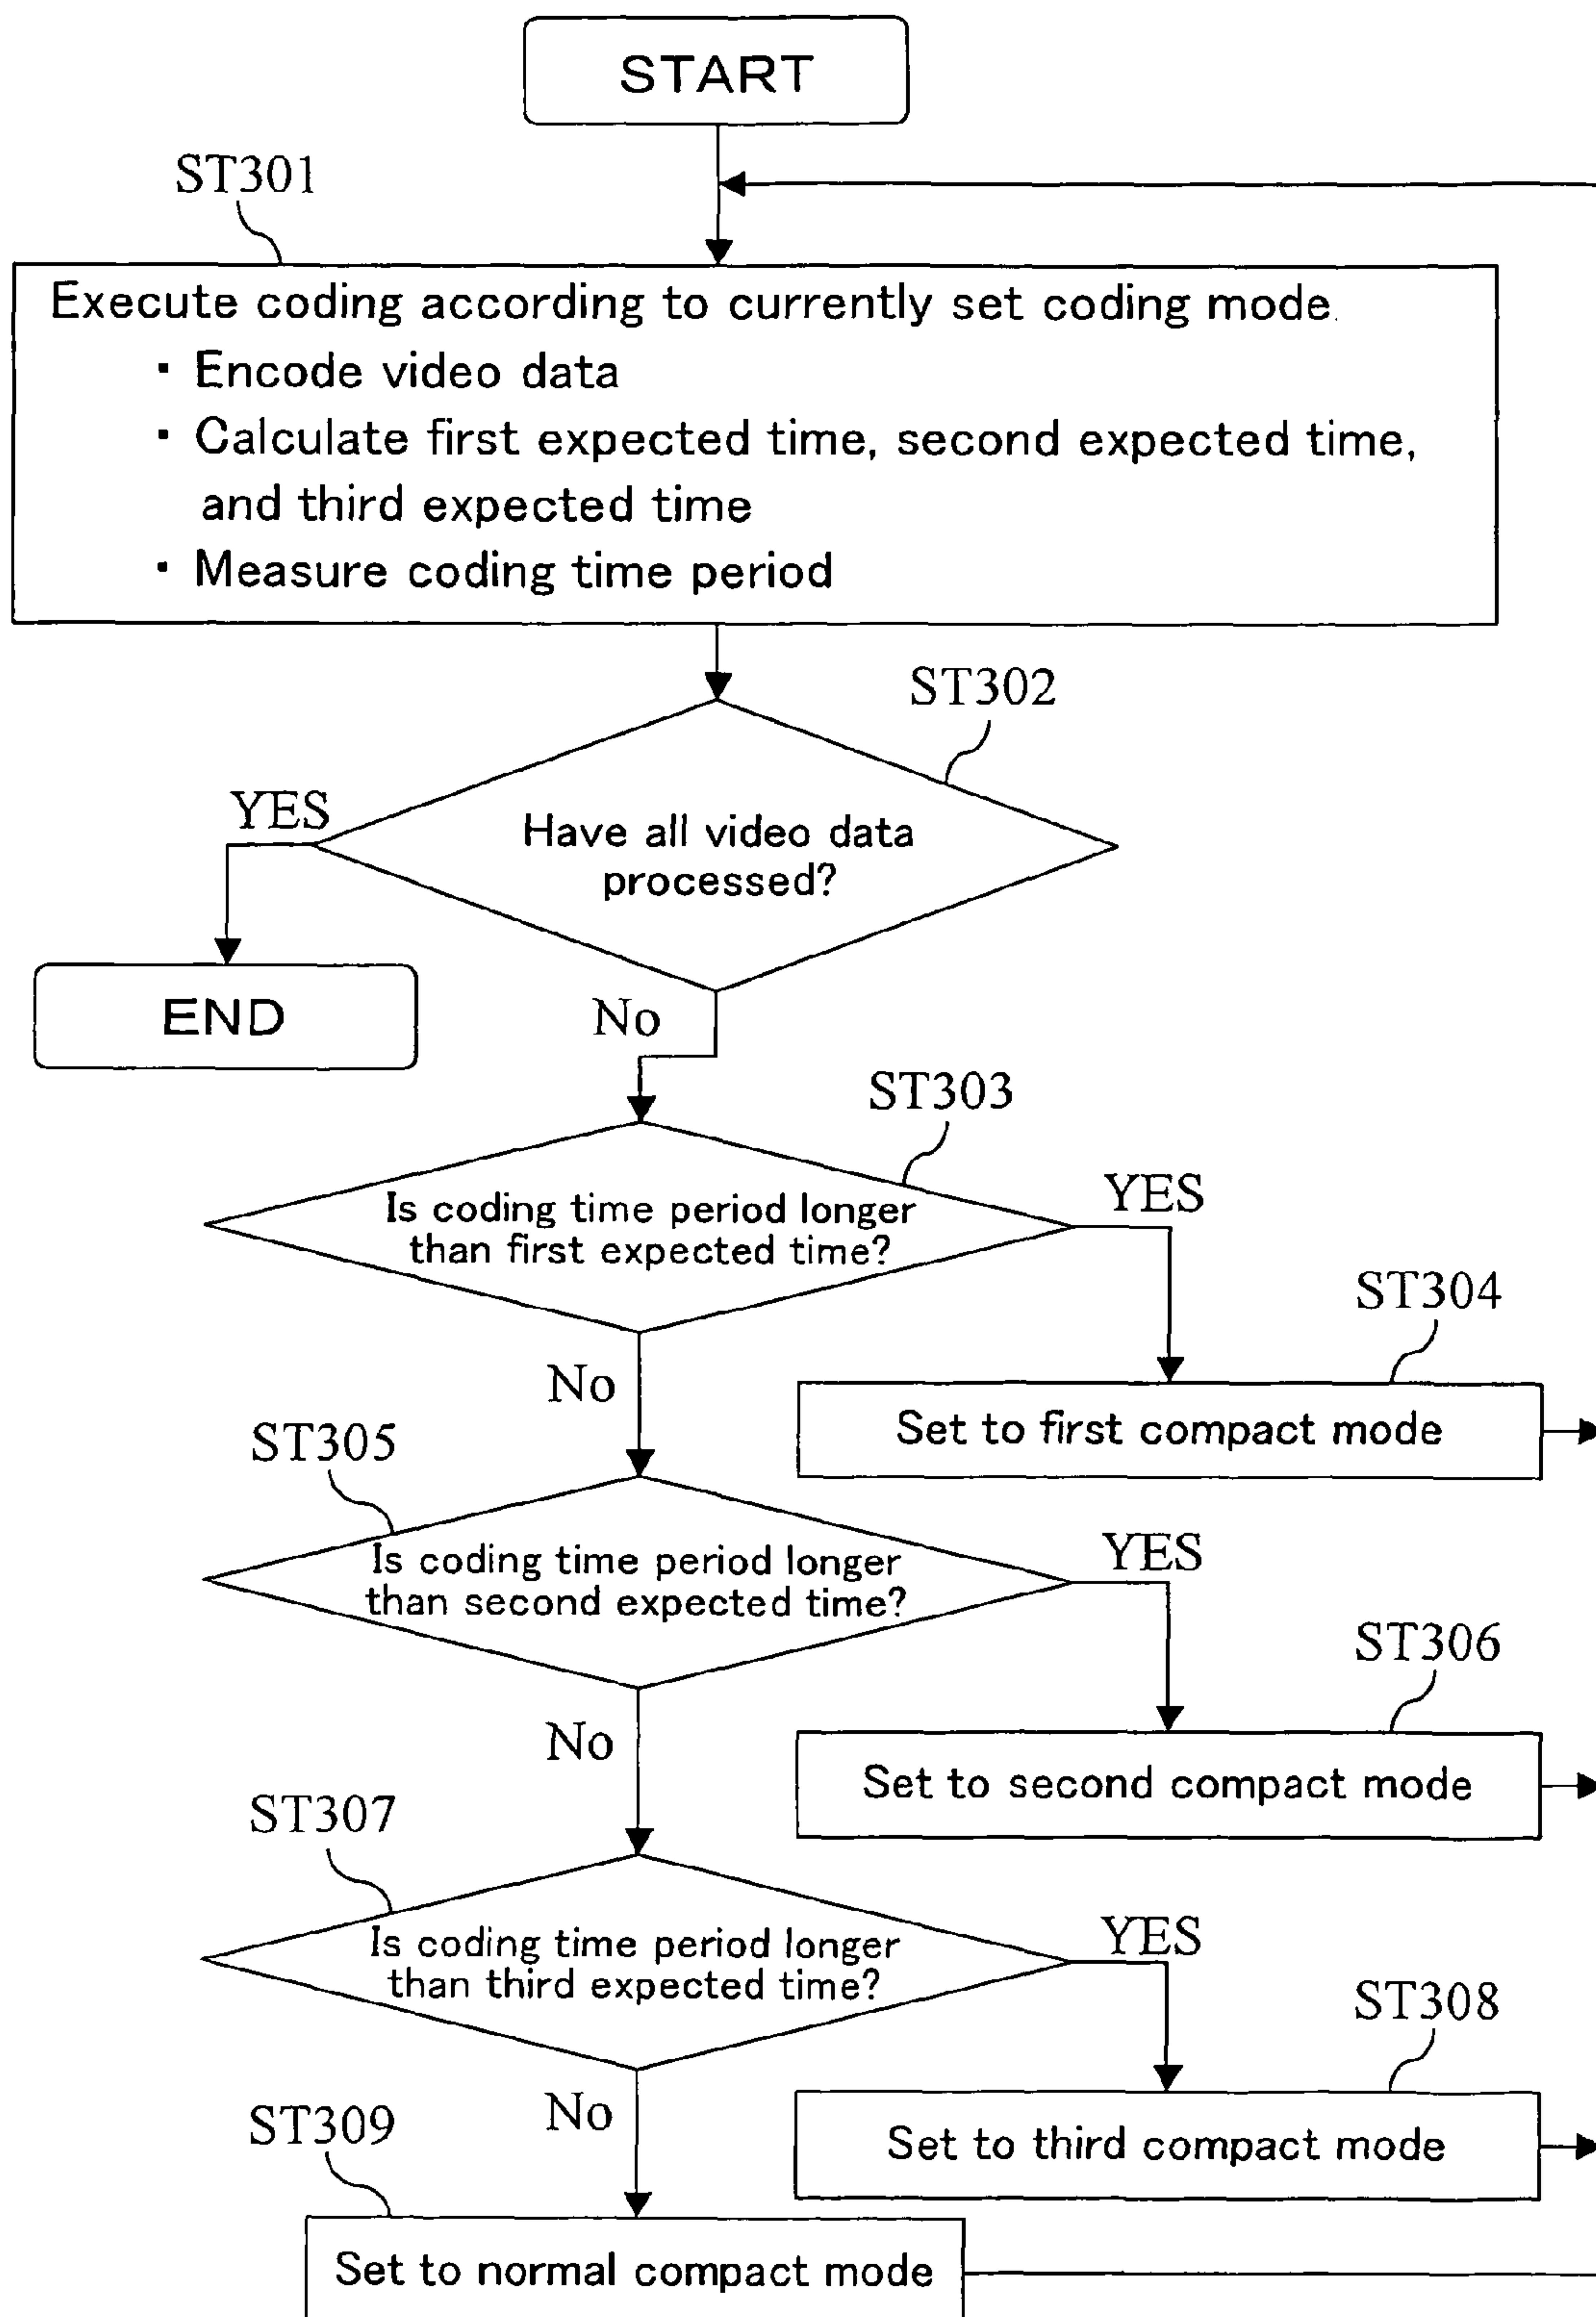 START
ST301
Execute coding according to currently set coding mode.
・ Encode video data
・ Calculate first expected time, second expected time,
and third expected time
・ Measure coding time period
ST302
YES
Have all video data
processed?
END
No
ST303
Is coding time period longer
than first expected time?
YES
ST304
No
Set to first compact mode
ST305
Is coding time period longer
than second expected time?
YES
ST306
No
Set to second compact mode
ST307
Is coding time period longer
than third expected time?
YES
ST308
No
Set to third compact mode
ST309
Set to normal compact mode